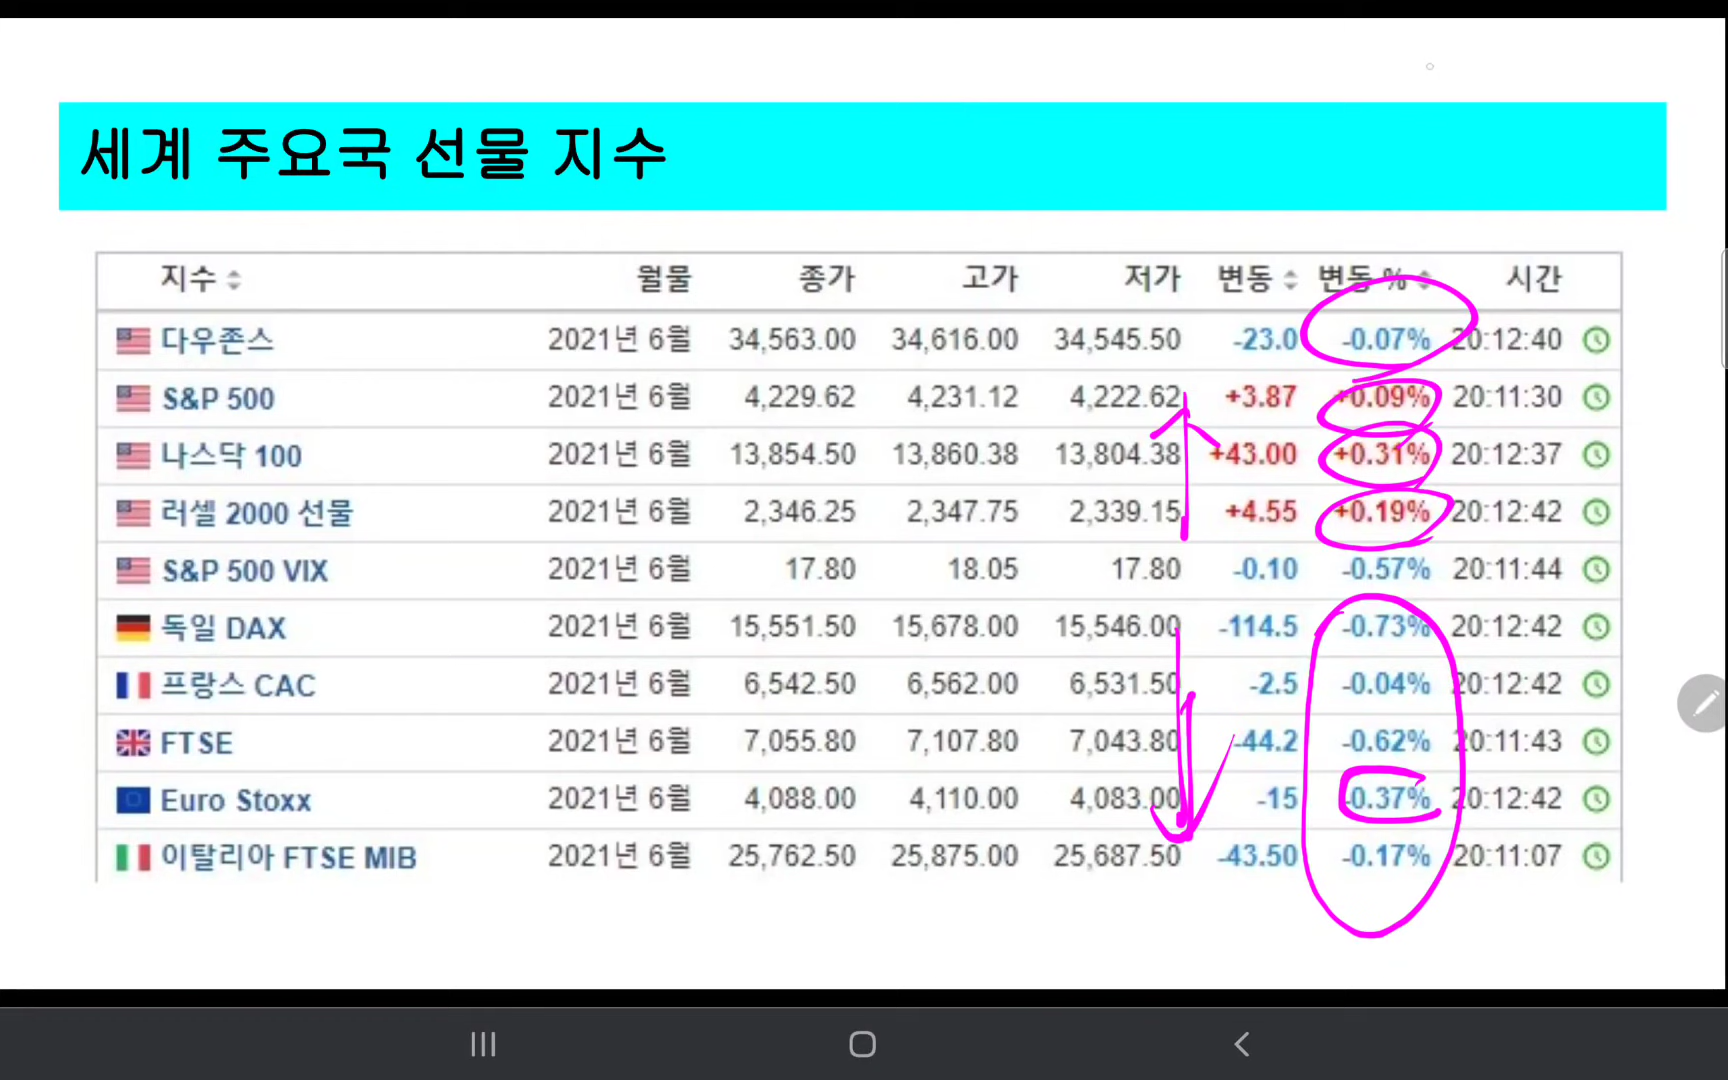 세계 주요국 선물 지수
지수 월물 종가 고가 저가 변동 변동 % 시간
다우존스 2021년 6월 34,563.00 34,616.00 34,545.50 -23.0 -0.07% 20:12:40
S&P 500 2021년 6월 4,229.62 4,231.12 4,222.62 +3.87 +0.09% 20:11:30
나스닥 100 2021년 6월 13,854.50 13,860.38 13,804.38 +43.00 +0.31% 20:12:37
러셀 2000 선물 2021년 6월 2,346.25 2,347.75 2,339.15 +4.55 +0.19% 20:12:42
S&P 500 VIX 2021년 6월 17.80 18.05 17.80 -0.10 -0.57% 20:11:44
독일 DAX 2021년 6월 15,551.50 15,678.00 15,546.00 -114.5 -0.73% 20:12:42
프랑스 CAC 2021년 6월 6,542.50 6,562.00 6,531.50 -2.5 -0.04% 20:12:42
FTSE 2021년 6월 7,055.80 7,107.80 7,043.80 -44.2 -0.62% 20:11:43
Euro Stoxx 2021년 6월 4,088.00 4,110.00 4,083.00 -15 -0.37% 20:12:42
이탈리아 FTSE MIB 2021년 6월 25,762.50 25,875.00 25,687.50 -43.50 -0.17% 20:11:07